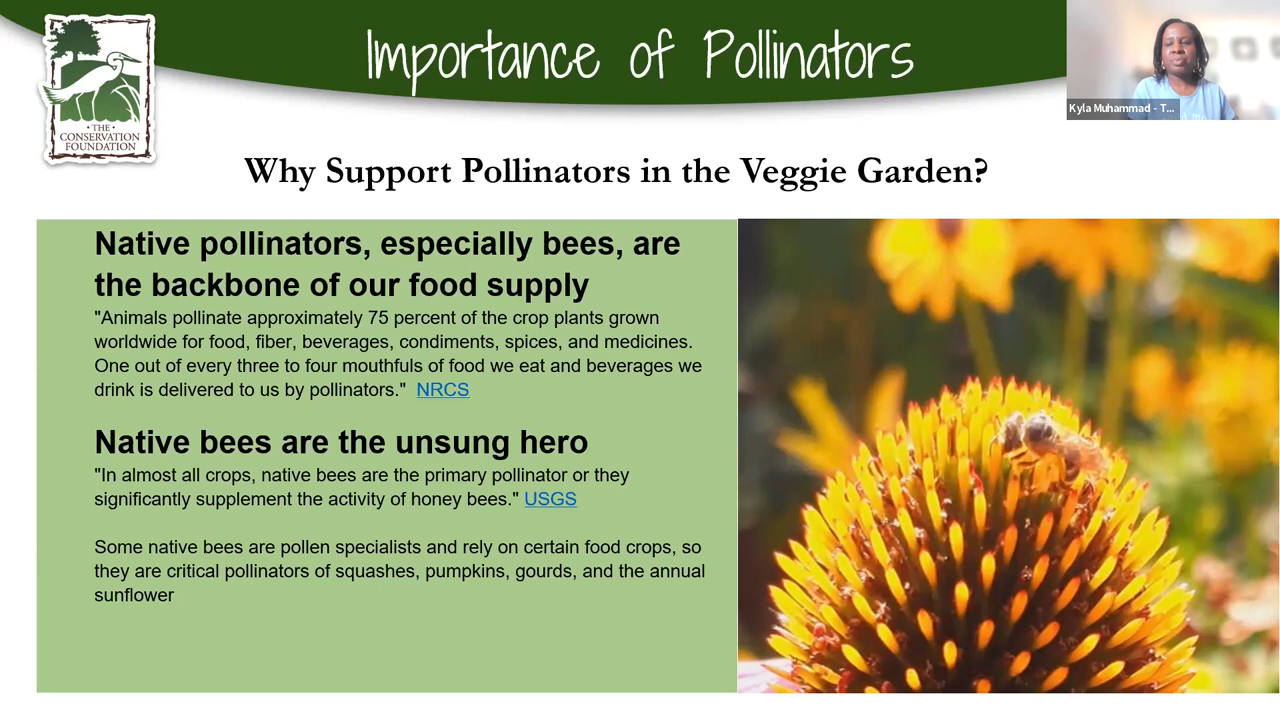 Importance of Pollinators
Kyla Muhammad - T...
• THE •
CONSERVATION
FOUNDATION
Why Support Pollinators in the Veggie Garden?
Native pollinators, especially bees, are
the backbone of our food supply
"Animals pollinate approximately 75 percent of the crop plants grown
worldwide for food, fiber, beverages, condiments, spices, and medicines.
One out of every three to four mouthfuls of food we eat and beverages we
drink is delivered to us by pollinators." NRCS
Native bees are the unsung hero
"In almost all crops, native bees are the primary pollinator or they
significantly supplement the activity of honey bees." USGS
Some native bees are pollen specialists and rely on certain food crops, so
they are critical pollinators of squashes, pumpkins, gourds, and the annual
sunflower